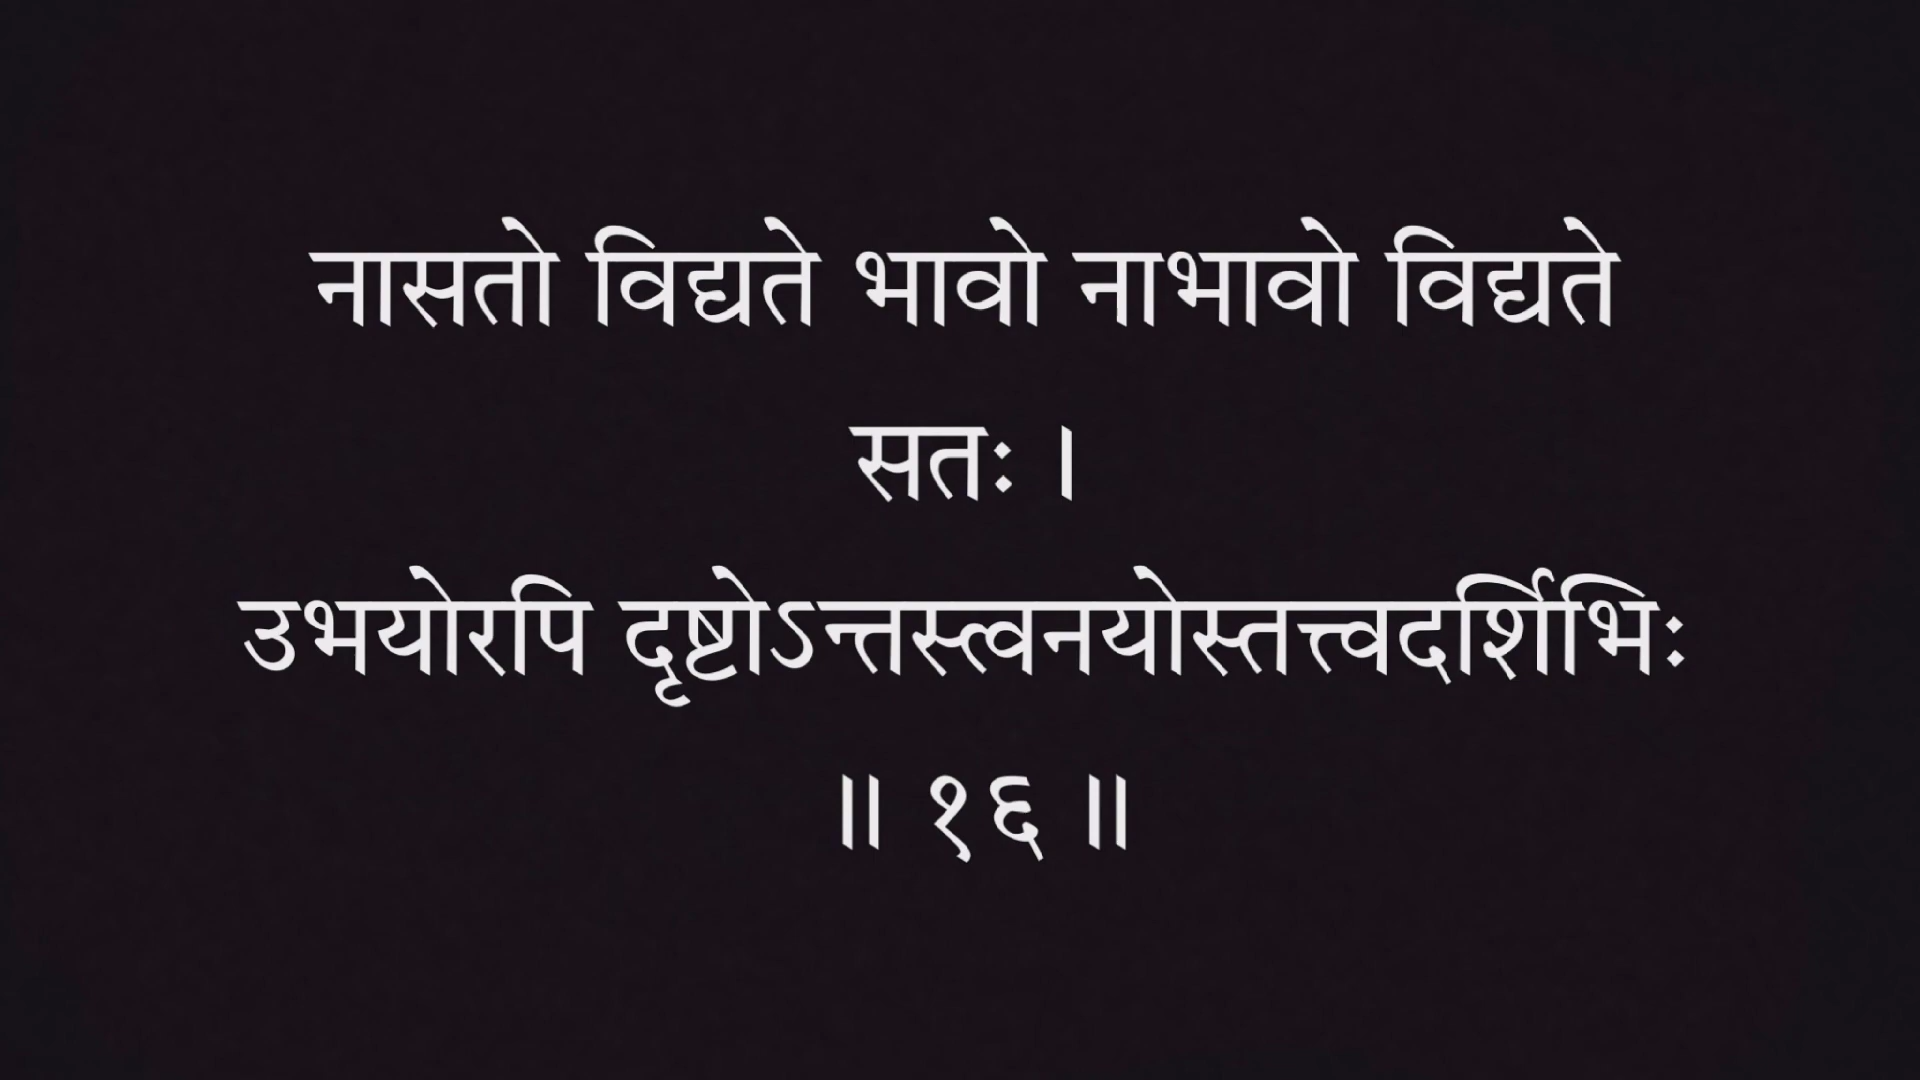 नासतो विद्यते भावो नाभावो विद्यते
सतः ।
उभयोरपि दृष्टोऽन्तस्त्वनयोस्तत्त्वदर्शिभिः
॥ १६ ॥